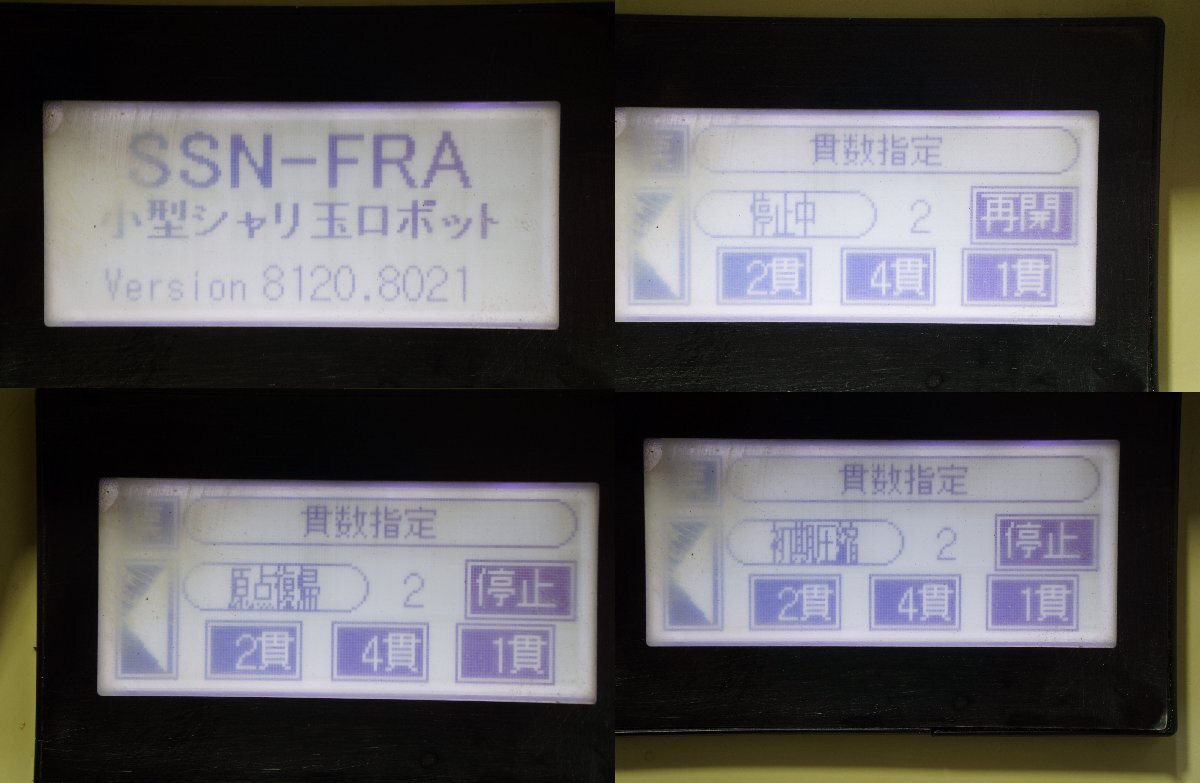 SSN-FRA
小型シャリ玉ロボット
Version 8120.8021
貫数指定
停止中 2 再開
2貫 4貫 1貫
貫数指定
原点復帰 2 停止
2貫 4貫 1貫
貫数指定
初期圧縮 2 停止
2貫 4貫 1貫